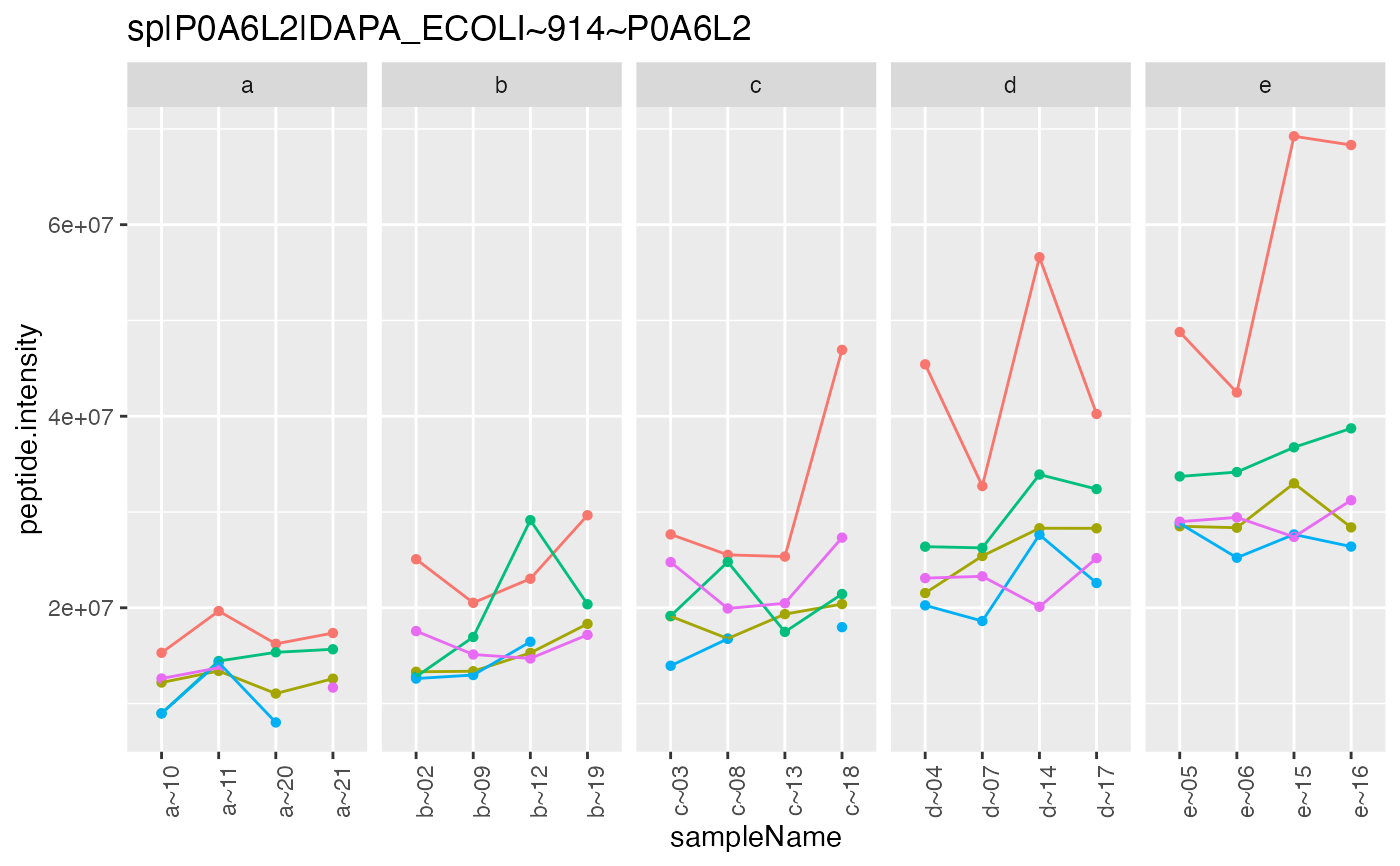 sp|P0A6L2|DAPA_ECOLI~914~P0A6L2
a
b
c
d
e
peptide.intensity
6e+07
4e+07
2e+07
a~10
a~11
a~20
a~21
b~02
b~09
b~12
b~19
c~03
c~08
c~13
c~18
d~04
d~07
d~14
d~17
e~05
e~06
e~15
e~16
sampleName